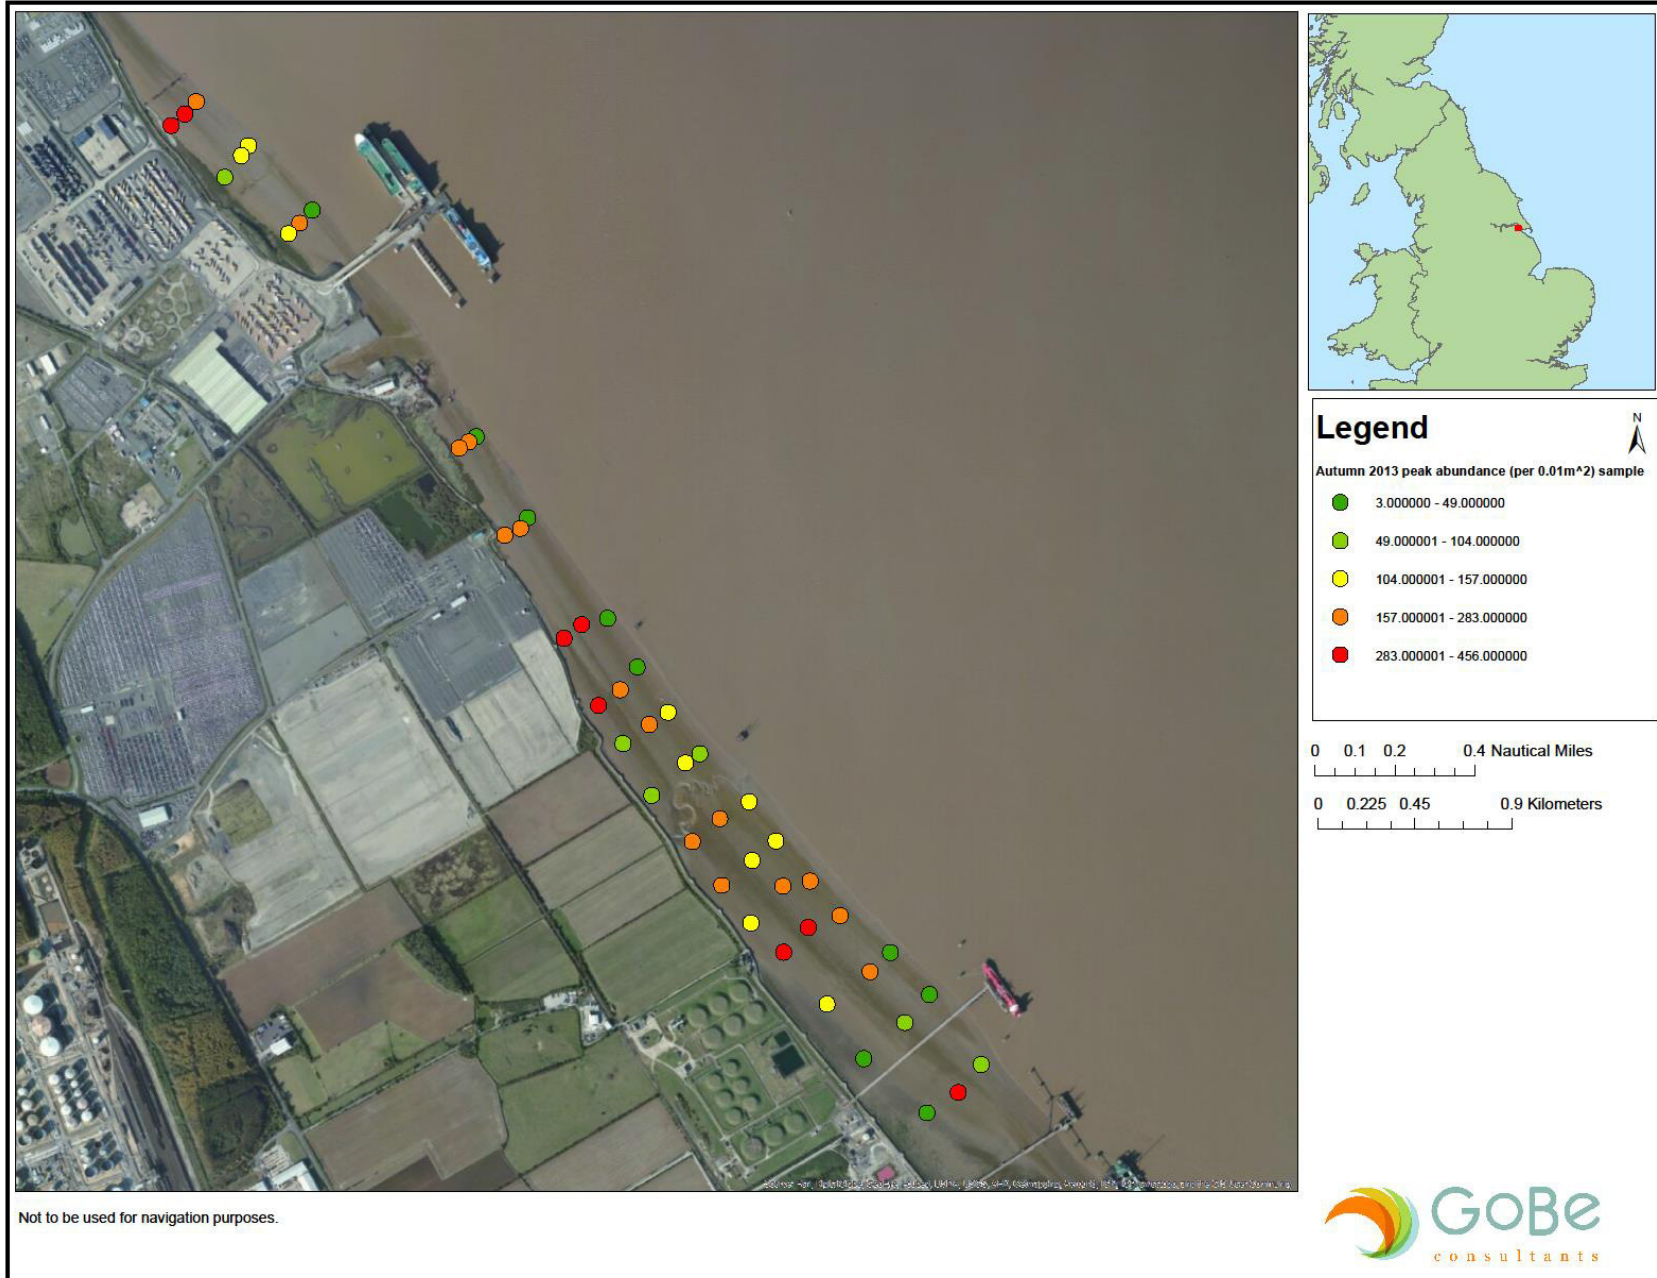 N
Legend
Autumn 2013 peak abundance (per 0.01m^2) sample
3.000000 - 49.000000
49.000001 - 104.000000
104.000001 - 157.000000
157.000001 - 283.000000
283.000001 - 456.000000
0 0.1 0.2 0.4 Nautical Miles
0 0.225 0.45 0.9 Kilometers
Not to be used for navigation purposes.
GoBe
consultants